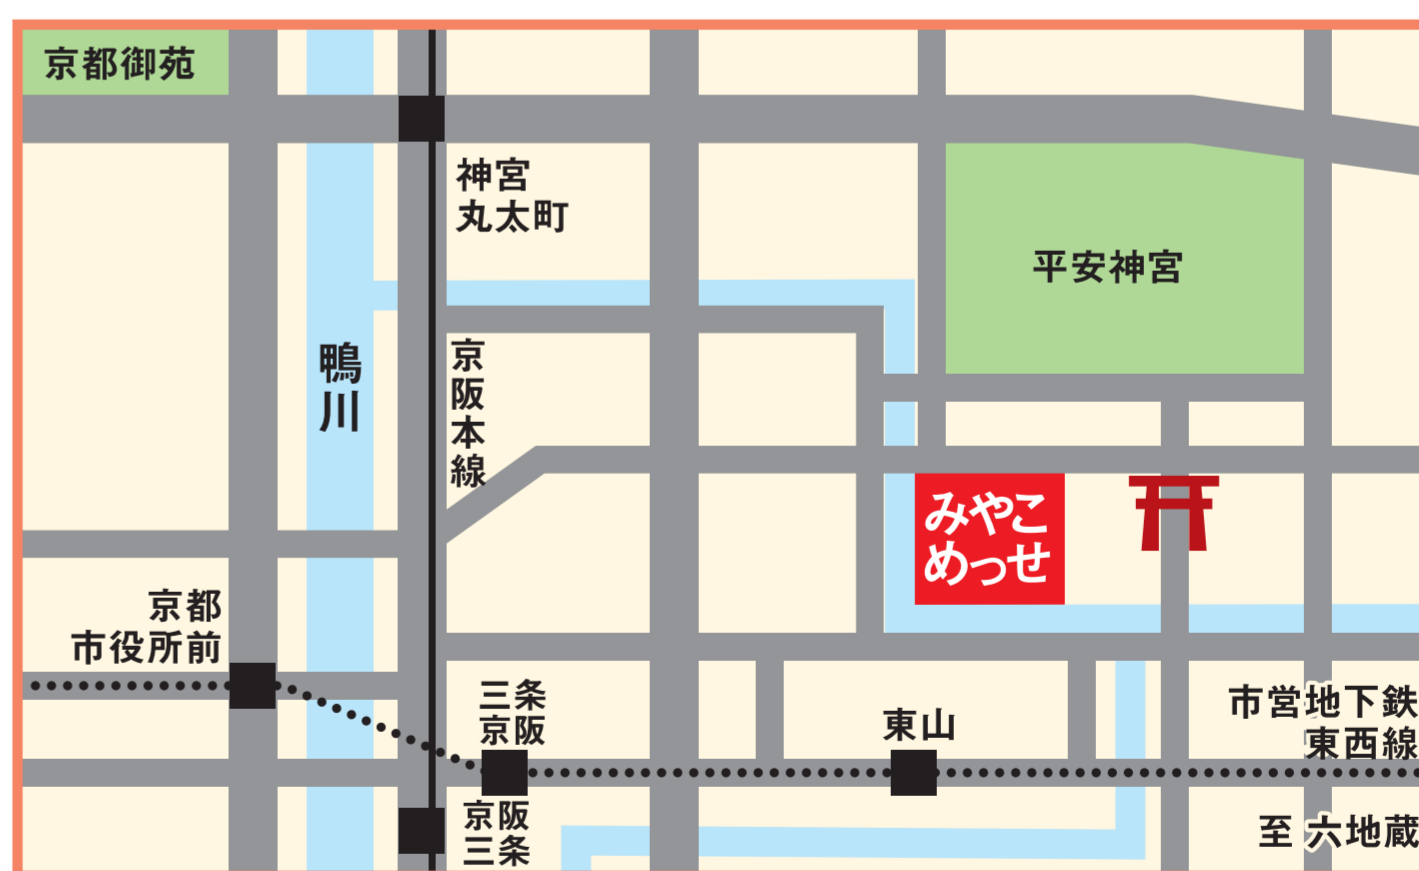 京都御苑
神宮
丸太町
平安神宮
鴨川
京阪本線
みやこ
めっせ
京都
市役所前
三条
京阪
東山
市営地下鉄
東西線
京阪
三条
至 六地蔵